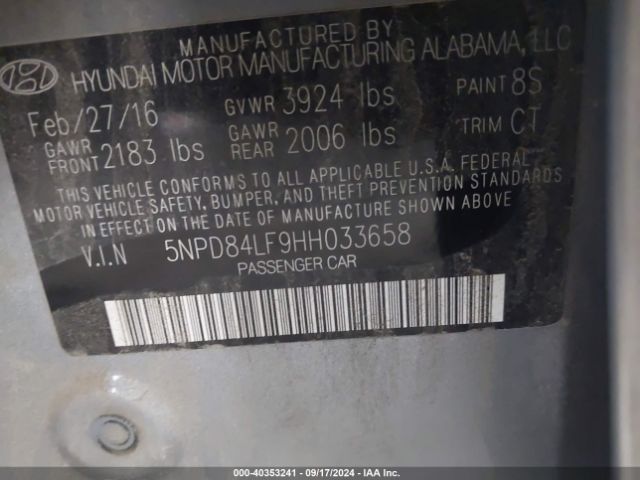 MANUFACTURED BY
HYUNDAI MOTOR MANUFACTURING ALABAMA, LLC
Feb/27/16 GVWR 3924 lbs PAINT 8S
GAWR FRONT 2183 lbs GAWR REAR 2006 lbs TRIM CT
THIS VEHICLE CONFORMS TO ALL APPLICABLE U.S.A. FEDERAL
MOTOR VEHICLE SAFETY, BUMPER, AND THEFT PREVENTION STANDARDS
IN EFFECT ON THE DATE OF MANUFACTURE SHOWN ABOVE
V.I.N 5NPD84LF9HH033658
PASSENGER CAR
000-40353241 - 09/17/2024 - IAA, Inc.